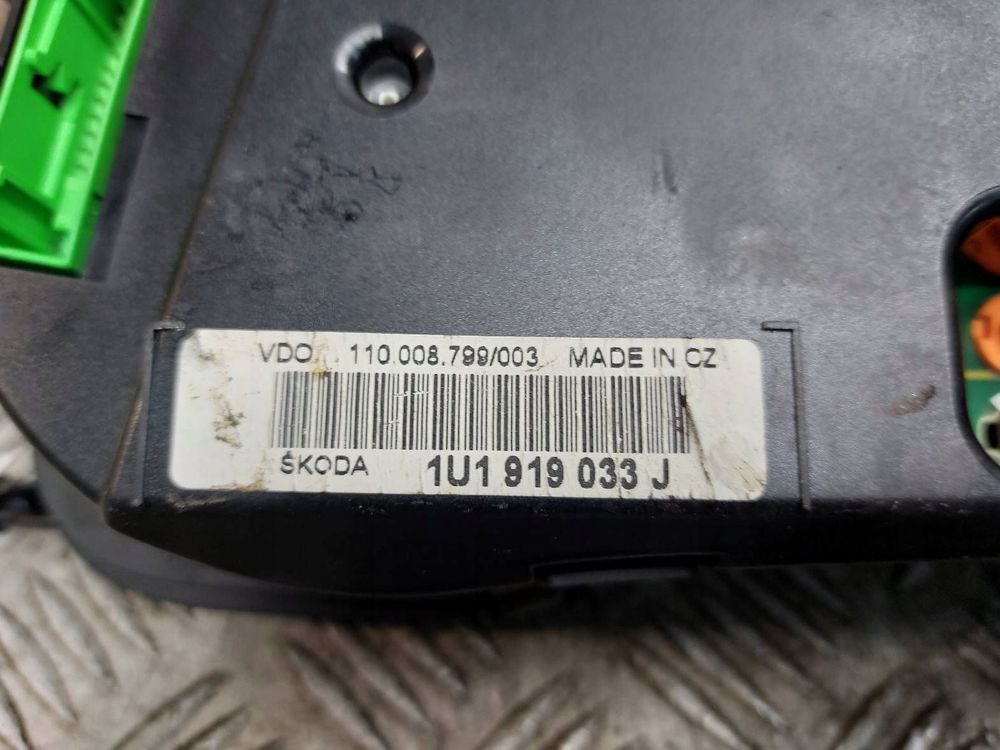 VDO 110.008.799/003 MADE IN CZ
ŠKODA 1U1 919 033 J